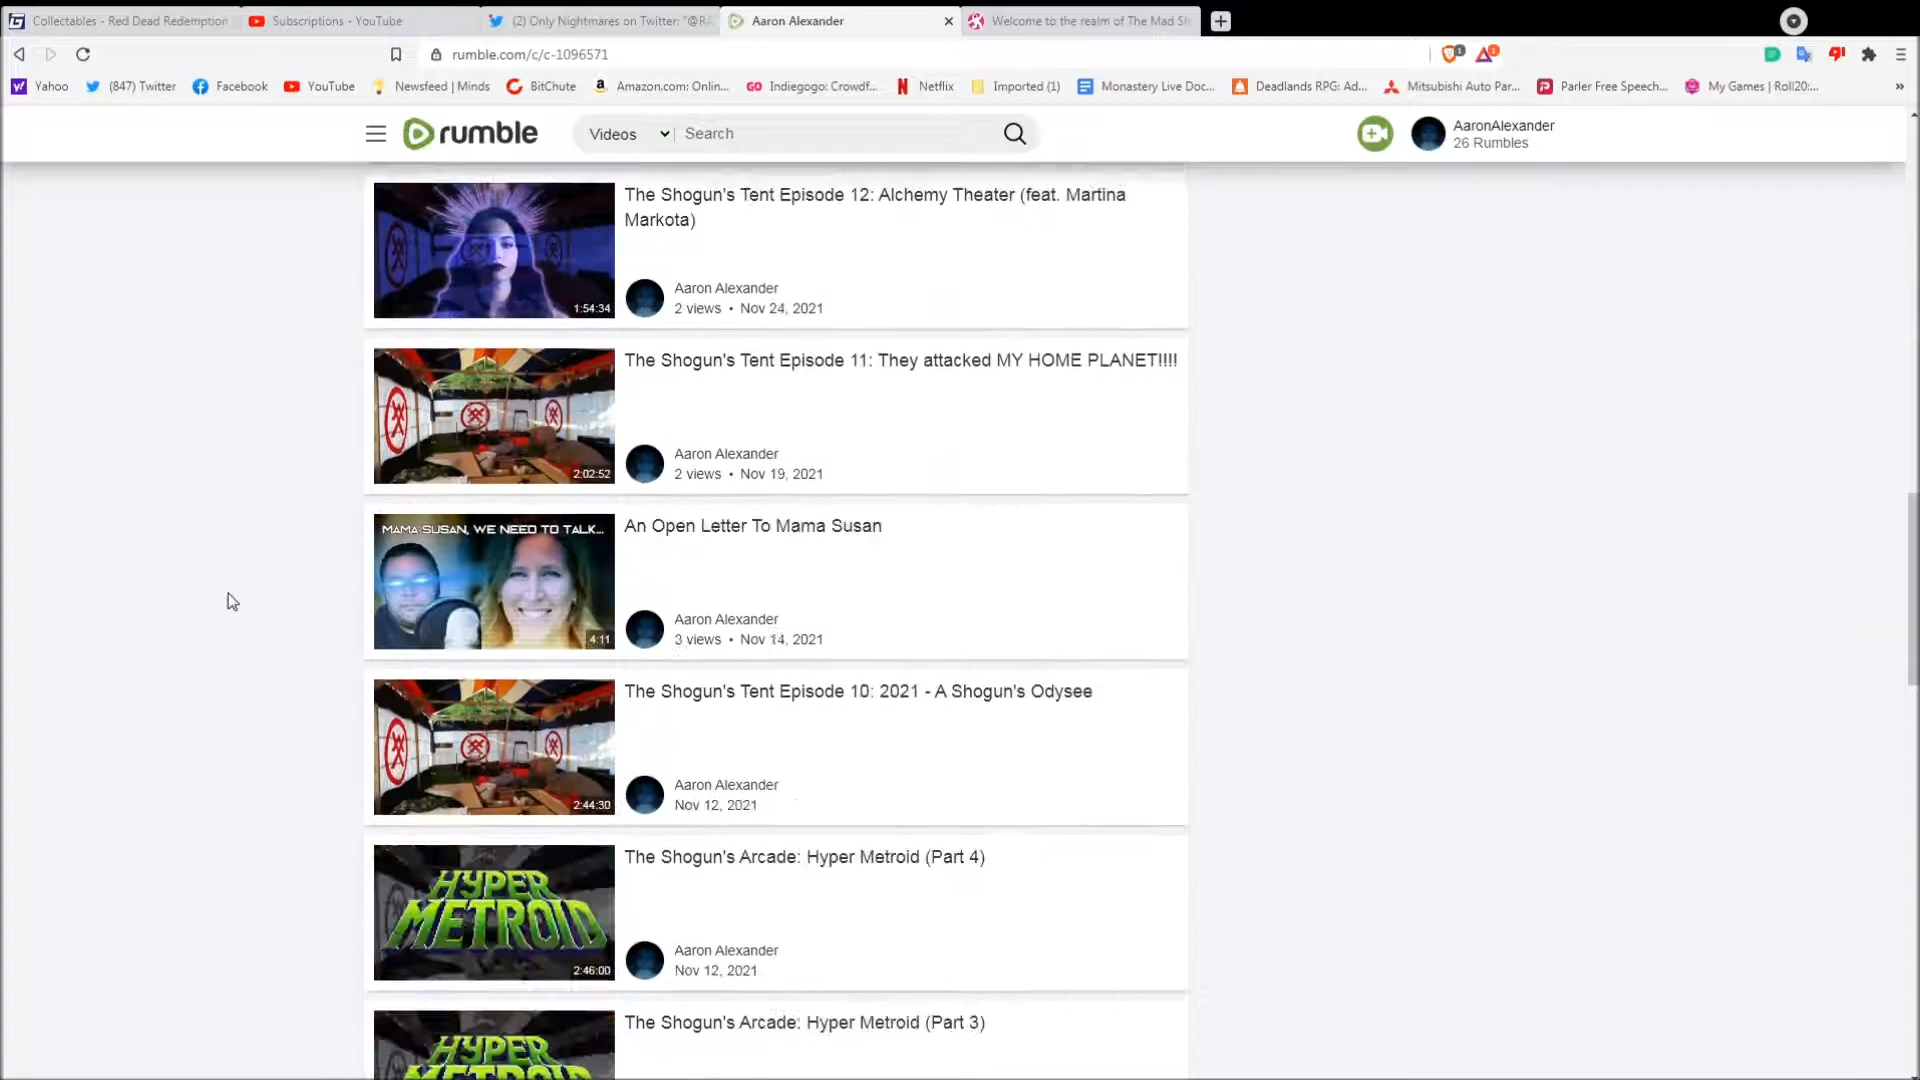 Collectables - Red Dead Redemption
Subscriptions - YouTube
(2) Only Nightmares on Twitter: "@RA
Aaron Alexander
Welcome to the realm of The Mad Sh
rumble.com/c/c-1096571
1
1
Yahoo
(847) Twitter
Facebook
YouTube
Newsfeed | Minds
BitChute
Amazon.com: Onlin...
GO Indiegogo: Crowdf...
Netflix
Imported (1)
Monastery Live Doc...
Deadlands RPG: Ad...
Mitsubishi Auto Par...
Parler Free Speech...
My Games | Roll20:...
»
rumble
Videos
Search
AaronAlexander
26 Rumbles
The Shogun's Tent Episode 12: Alchemy Theater (feat. Martina
Markota)
Aaron Alexander
2 views • Nov 24, 2021
1:54:34
The Shogun's Tent Episode 11: They attacked MY HOME PLANET!!!!
Aaron Alexander
2 views • Nov 19, 2021
2:02:52
MAMA SUSAN, WE NEED TO TALK...
An Open Letter To Mama Susan
Aaron Alexander
3 views • Nov 14, 2021
4:11
The Shogun's Tent Episode 10: 2021 - A Shogun's Odysee
Aaron Alexander
Nov 12, 2021
2:44:30
The Shogun's Arcade: Hyper Metroid (Part 4)
HYPER
METROID
Aaron Alexander
Nov 12, 2021
2:46:00
The Shogun's Arcade: Hyper Metroid (Part 3)
HYPER
METROID